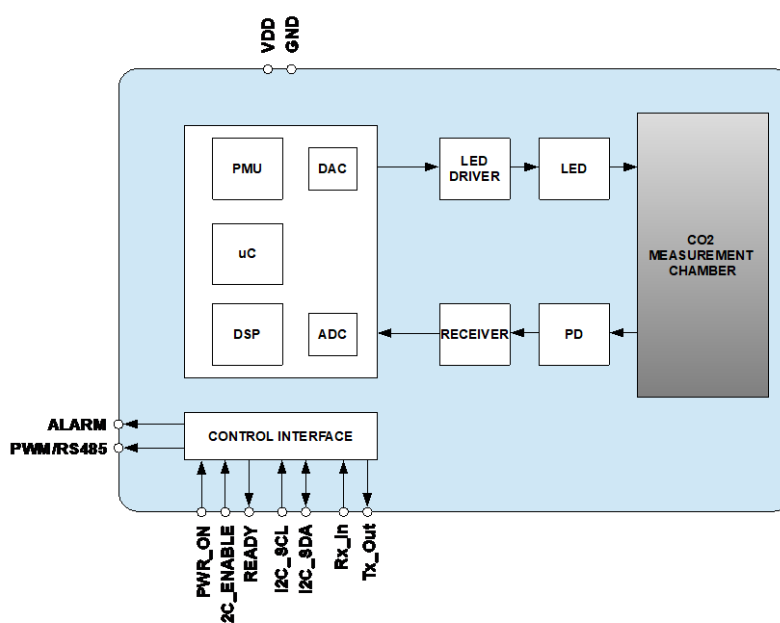 VDD
GND
PMU
DAC
LED
DRIVER
LED
uC
CO2
MEASUREMENT
CHAMBER
DSP
ADC
RECEIVER
PD
ALARM
PWM/RS485
CONTROL INTERFACE
PWR_ON
2C_ENABLE
READY
I2C_SCL
I2C_SDA
Rx_In
Tx_Out